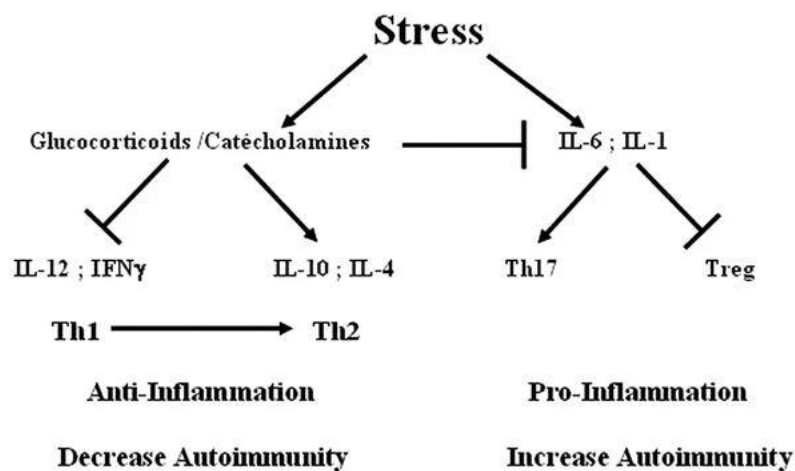 Stress
Glucocorticoids /Catécholamines
IL-6 ; IL-1
IL-12 ; IFNγ
IL-10 ; IL-4
Th17
Treg
Th1
Th2
Anti-Inflammation
Pro-Inflammation
Decrease Autoimmunity
Increase Autoimmunity